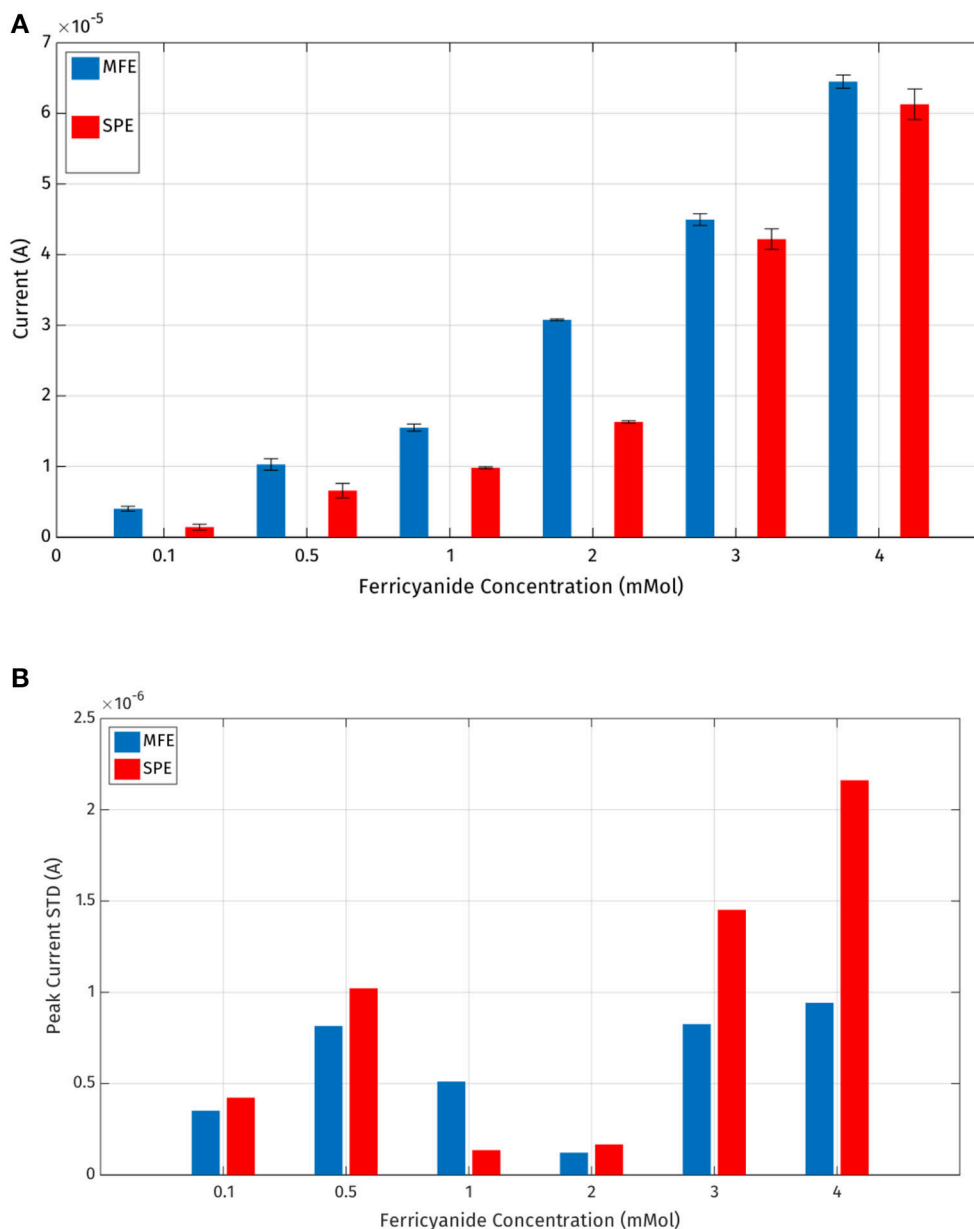 A
×10-5
7
6
5
4
3
2
1
0
Current (A)
MFE
SPE
0 0.1 0.5 1 2 3 4
Ferricyanide Concentration (mMol)
B
×10-6
2.5
2
1.5
1
0.5
0
Peak Current STD (A)
MFE
SPE
0.1 0.5 1 2 3 4
Ferricyanide Concentration (mMol)